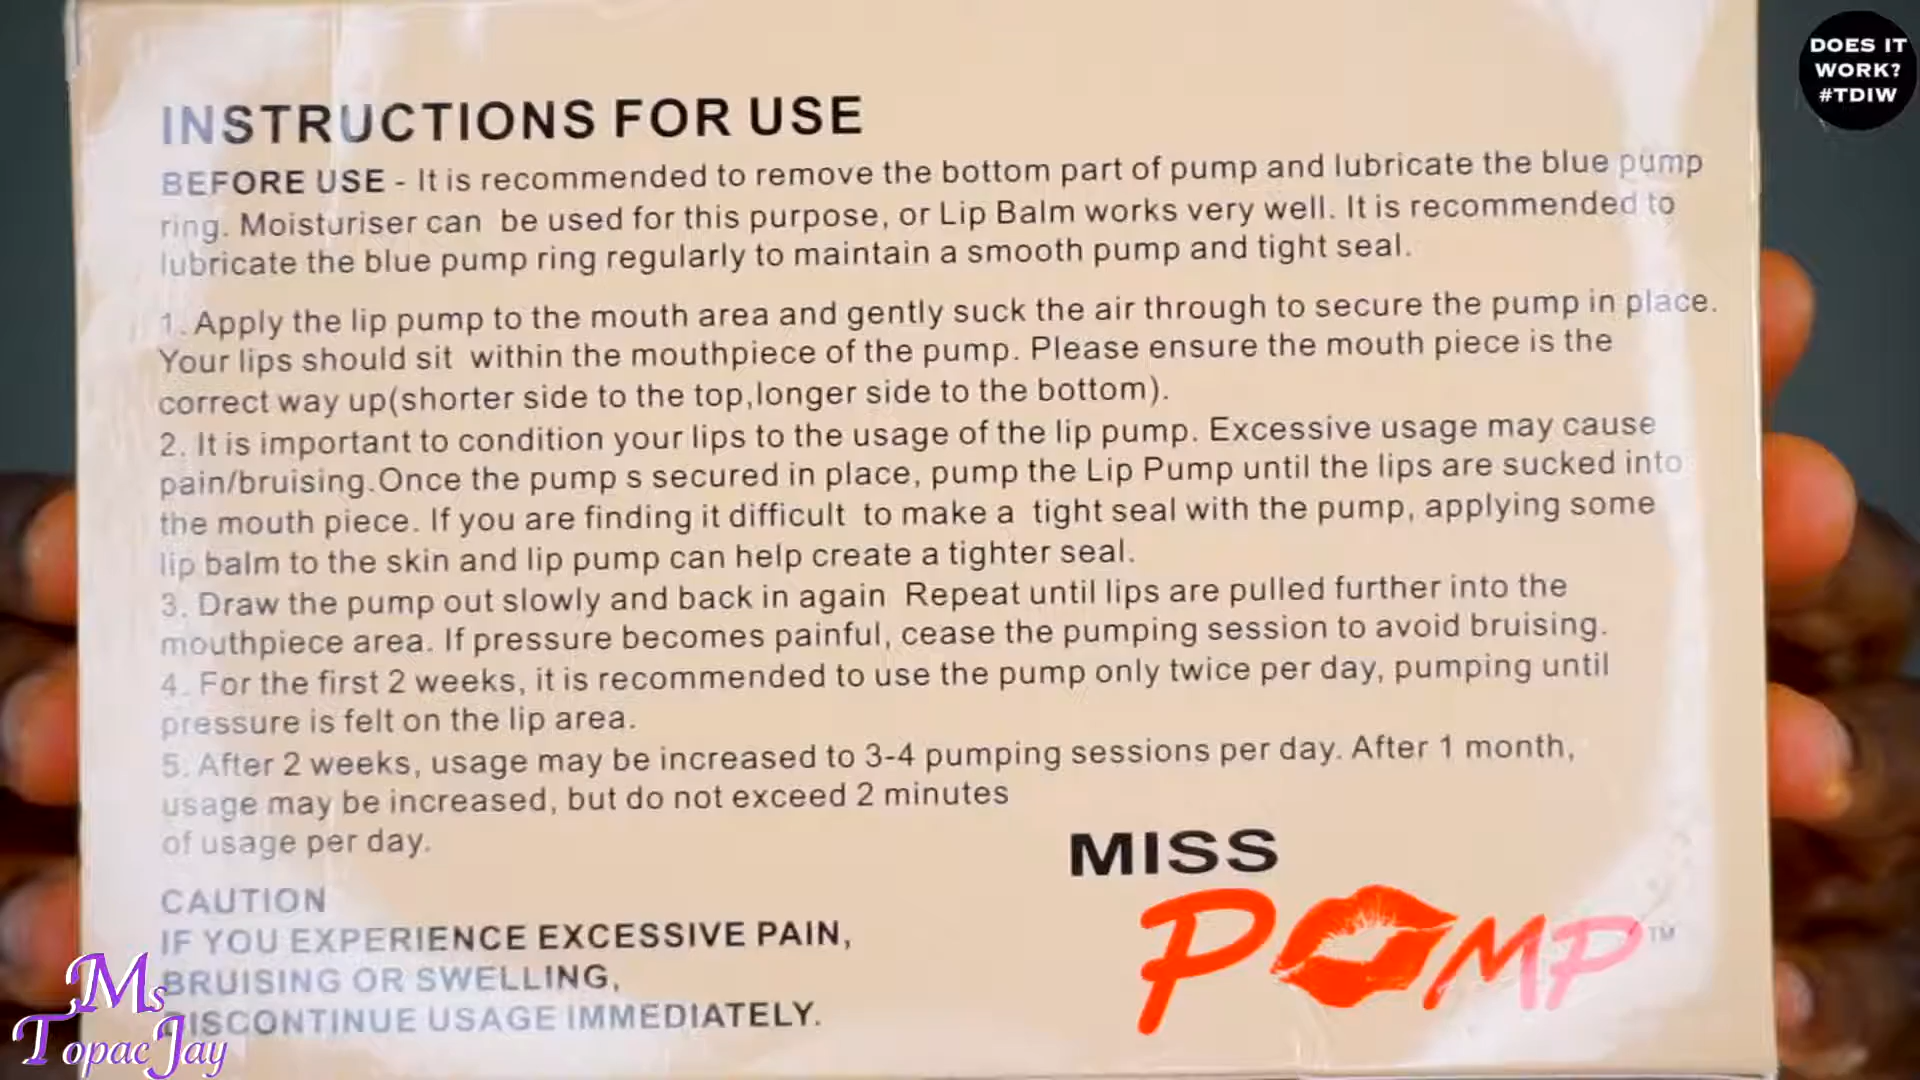 DOES IT
WORK?
#TDIW
INSTRUCTIONS FOR USE
BEFORE USE - It is recommended to remove the bottom part of pump and lubricate the blue pump
ring. Moisturiser can be used for this purpose, or Lip Balm works very well. It is recommended to
lubricate the blue pump ring regularly to maintain a smooth pump and tight seal.
1. Apply the lip pump to the mouth area and gently suck the air through to secure the pump in place.
Your lips should sit within the mouthpiece of the pump. Please ensure the mouth piece is the
correct way up(shorter side to the top,longer side to the bottom).
2. It is important to condition your lips to the usage of the lip pump. Excessive usage may cause
pain/bruising.Once the pump s secured in place, pump the Lip Pump until the lips are sucked into
the mouth piece. If you are finding it difficult to make a tight seal with the pump, applying some
lip balm to the skin and lip pump can help create a tighter seal.
3. Draw the pump out slowly and back in again Repeat until lips are pulled further into the
mouthpiece area. If pressure becomes painful, cease the pumping session to avoid bruising.
4. For the first 2 weeks, it is recommended to use the pump only twice per day, pumping until
pressure is felt on the lip area.
5. After 2 weeks, usage may be increased to 3-4 pumping sessions per day. After 1 month,
usage may be increased, but do not exceed 2 minutes
of usage per day.
CAUTION
IF YOU EXPERIENCE EXCESSIVE PAIN,
BRUISING OR SWELLING,
DISCONTINUE USAGE IMMEDIATELY.
MISS
PUMP™
Ms
Topac Jay